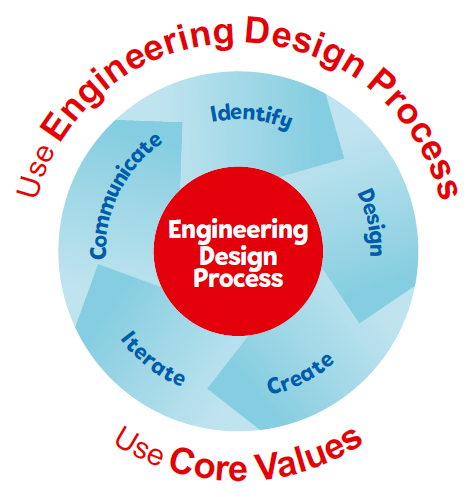 Use Engineering Design Process
Identify
Design
Create
Iterate
Communicate
Engineering
Design
Process
Use Core Values